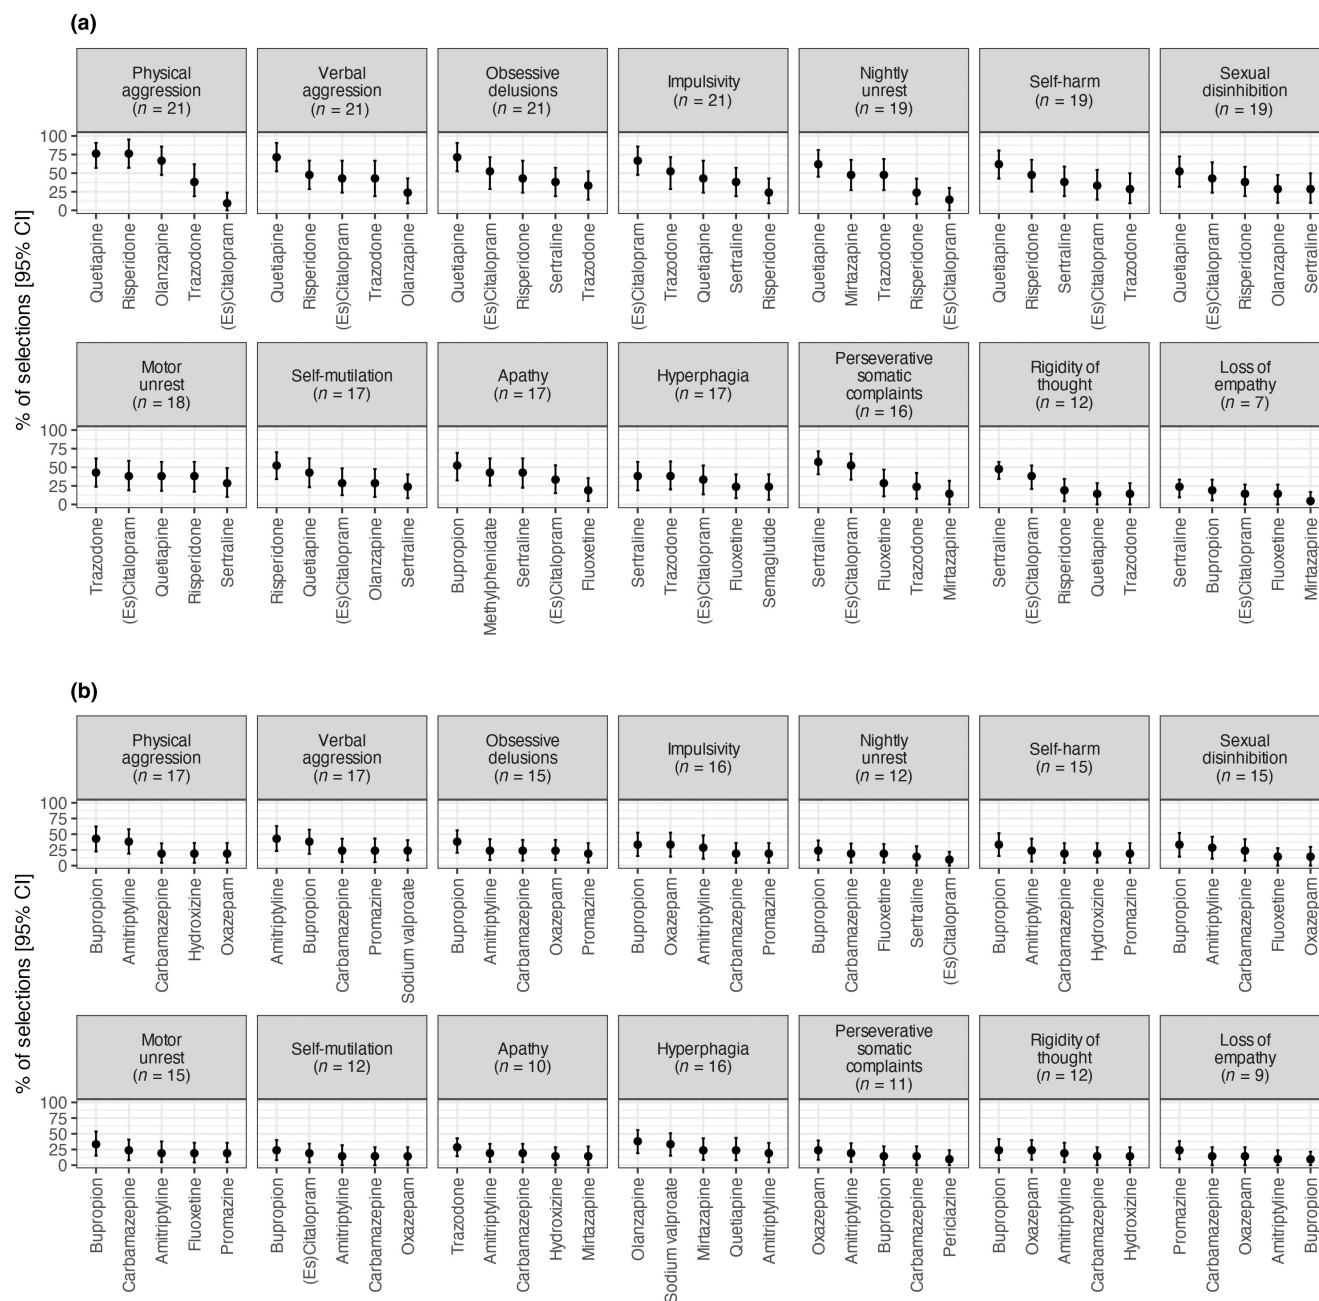 (a)
% of selections [95% CI]
Physical
aggression
(n = 21)
Verbal
aggression
(n = 21)
Obsessive
delusions
(n = 21)
Impulsivity
(n = 21)
Nightly
unrest
(n = 19)
Self-harm
(n = 19)
Sexual
disinhibition
(n = 19)
100
75
50
25
0
Quetiapine
Risperidone
Olanzapine
Trazodone
(Es)Citalopram
Quetiapine
Risperidone
(Es)Citalopram
Trazodone
Olanzapine
Quetiapine
(Es)Citalopram
Risperidone
Sertraline
Trazodone
(Es)Citalopram
Trazodone
Quetiapine
Sertraline
Risperidone
Quetiapine
Mirtazapine
Trazodone
Risperidone
(Es)Citalopram
Quetiapine
Risperidone
Sertraline
(Es)Citalopram
Trazodone
Quetiapine
(Es)Citalopram
Risperidone
Olanzapine
Sertraline
Motor
unrest
(n = 18)
Self-mutilation
(n = 17)
Apathy
(n = 17)
Hyperphagia
(n = 17)
Perseverative
somatic
complaints
(n = 16)
Rigidity of
thought
(n = 12)
Loss of
empathy
(n = 7)
100
75
50
25
0
Trazodone
(Es)Citalopram
Quetiapine
Risperidone
Sertraline
Risperidone
Quetiapine
(Es)Citalopram
Olanzapine
Sertraline
Bupropion
Methylphenidate
Sertraline
(Es)Citalopram
Fluoxetine
Sertraline
Trazodone
(Es)Citalopram
Fluoxetine
Semaglutide
Sertraline
(Es)Citalopram
Fluoxetine
Trazodone
Mirtazapine
Sertraline
(Es)Citalopram
Risperidone
Quetiapine
Trazodone
Sertraline
Bupropion
(Es)Citalopram
Fluoxetine
Mirtazapine
(b)
% of selections [95% CI]
Physical
aggression
(n = 17)
Verbal
aggression
(n = 17)
Obsessive
delusions
(n = 15)
Impulsivity
(n = 16)
Nightly
unrest
(n = 12)
Self-harm
(n = 15)
Sexual
disinhibition
(n = 15)
100
75
50
25
0
Bupropion
Amitriptyline
Carbamazepine
Hydroxizine
Oxazepam
Amitriptyline
Bupropion
Carbamazepine
Promazine
Sodium valproate
Bupropion
Amitriptyline
Carbamazepine
Oxazepam
Promazine
Bupropion
Oxazepam
Amitriptyline
Carbamazepine
Promazine
Bupropion
Carbamazepine
Fluoxetine
Sertraline
(Es)Citalopram
Bupropion
Amitriptyline
Carbamazepine
Hydroxizine
Promazine
Bupropion
Amitriptyline
Carbamazepine
Fluoxetine
Oxazepam
Motor
unrest
(n = 15)
Self-mutilation
(n = 12)
Apathy
(n = 10)
Hyperphagia
(n = 16)
Perseverative
somatic
complaints
(n = 11)
Rigidity of
thought
(n = 12)
Loss of
empathy
(n = 9)
100
75
50
25
0
Bupropion
Carbamazepine
Amitriptyline
Fluoxetine
Promazine
Bupropion
(Es)Citalopram
Amitriptyline
Carbamazepine
Oxazepam
Trazodone
Amitriptyline
Carbamazepine
Hydroxizine
Mirtazapine
Olanzapine
Sodium valproate
Mirtazapine
Quetiapine
Amitriptyline
Oxazepam
Amitriptyline
Bupropion
Carbamazepine
Periciazine
Bupropion
Oxazepam
Amitriptyline
Carbamazepine
Hydroxizine
Promazine
Carbamazepine
Oxazepam
Amitriptyline
Bupropion